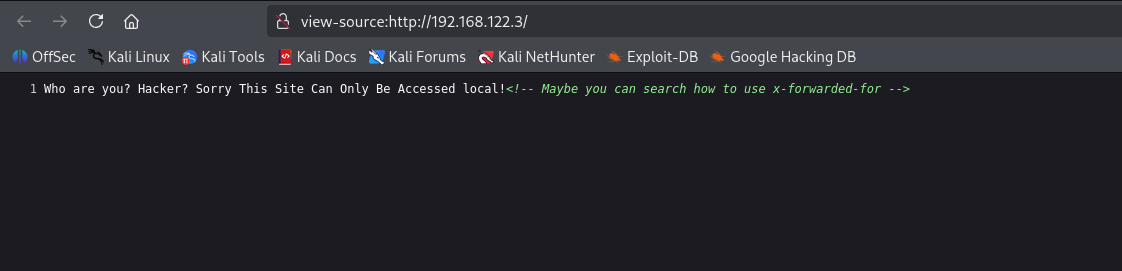 view-source:http://192.168.122.3/
OffSec Kali Linux Kali Tools Kali Docs Kali Forums Kali NetHunter Exploit-DB Google Hacking DB
1 Who are you? Hacker? Sorry This Site Can Only Be Accessed local!<!-- Maybe you can search how to use x-forwarded-for -->